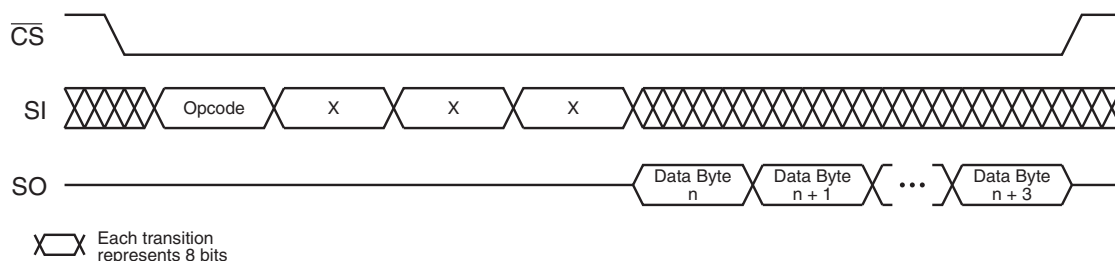 CS
SI
Opcode
X
X
X
SO
Data Byte
n
Data Byte
n + 1
•••
Data Byte
n + 3
Each transition
represents 8 bits